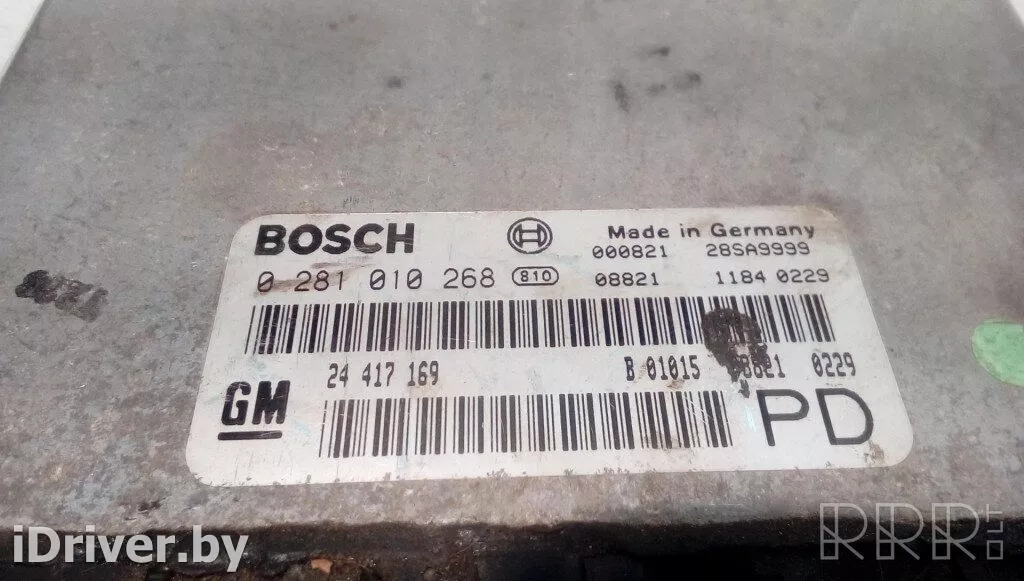 BOSCH
Made in Germany
000821 28SA9999
0 281 010 268 810 08821 1184 0229
24 417 169 B 01015 0229
GM
PD
iDriver.by
RRR.LT